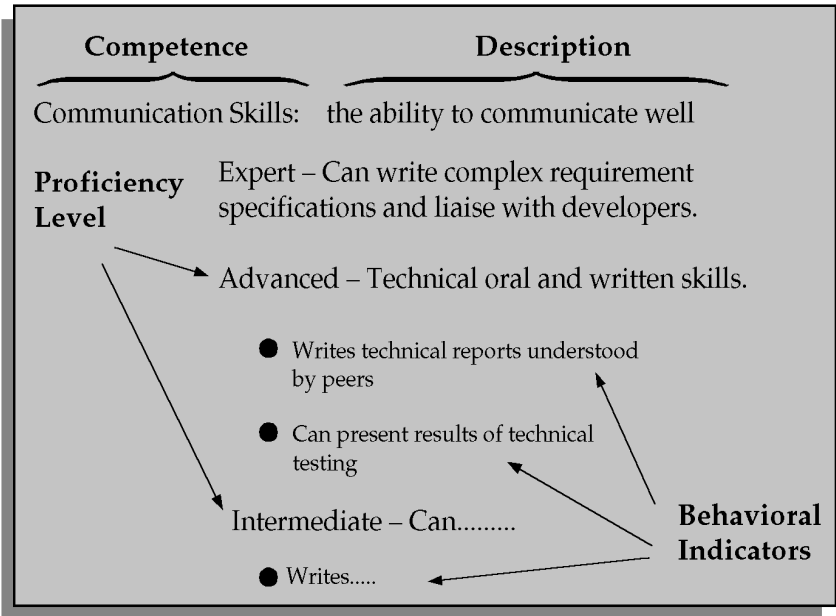 Competence Description
Communication Skills: the ability to communicate well
Proficiency
Level
Expert – Can write complex requirement
specifications and liaise with developers.
Advanced – Technical oral and written skills.
● Writes technical reports understood
by peers
● Can present results of technical
testing
Intermediate – Can.........
● Writes.....
Behavioral
Indicators